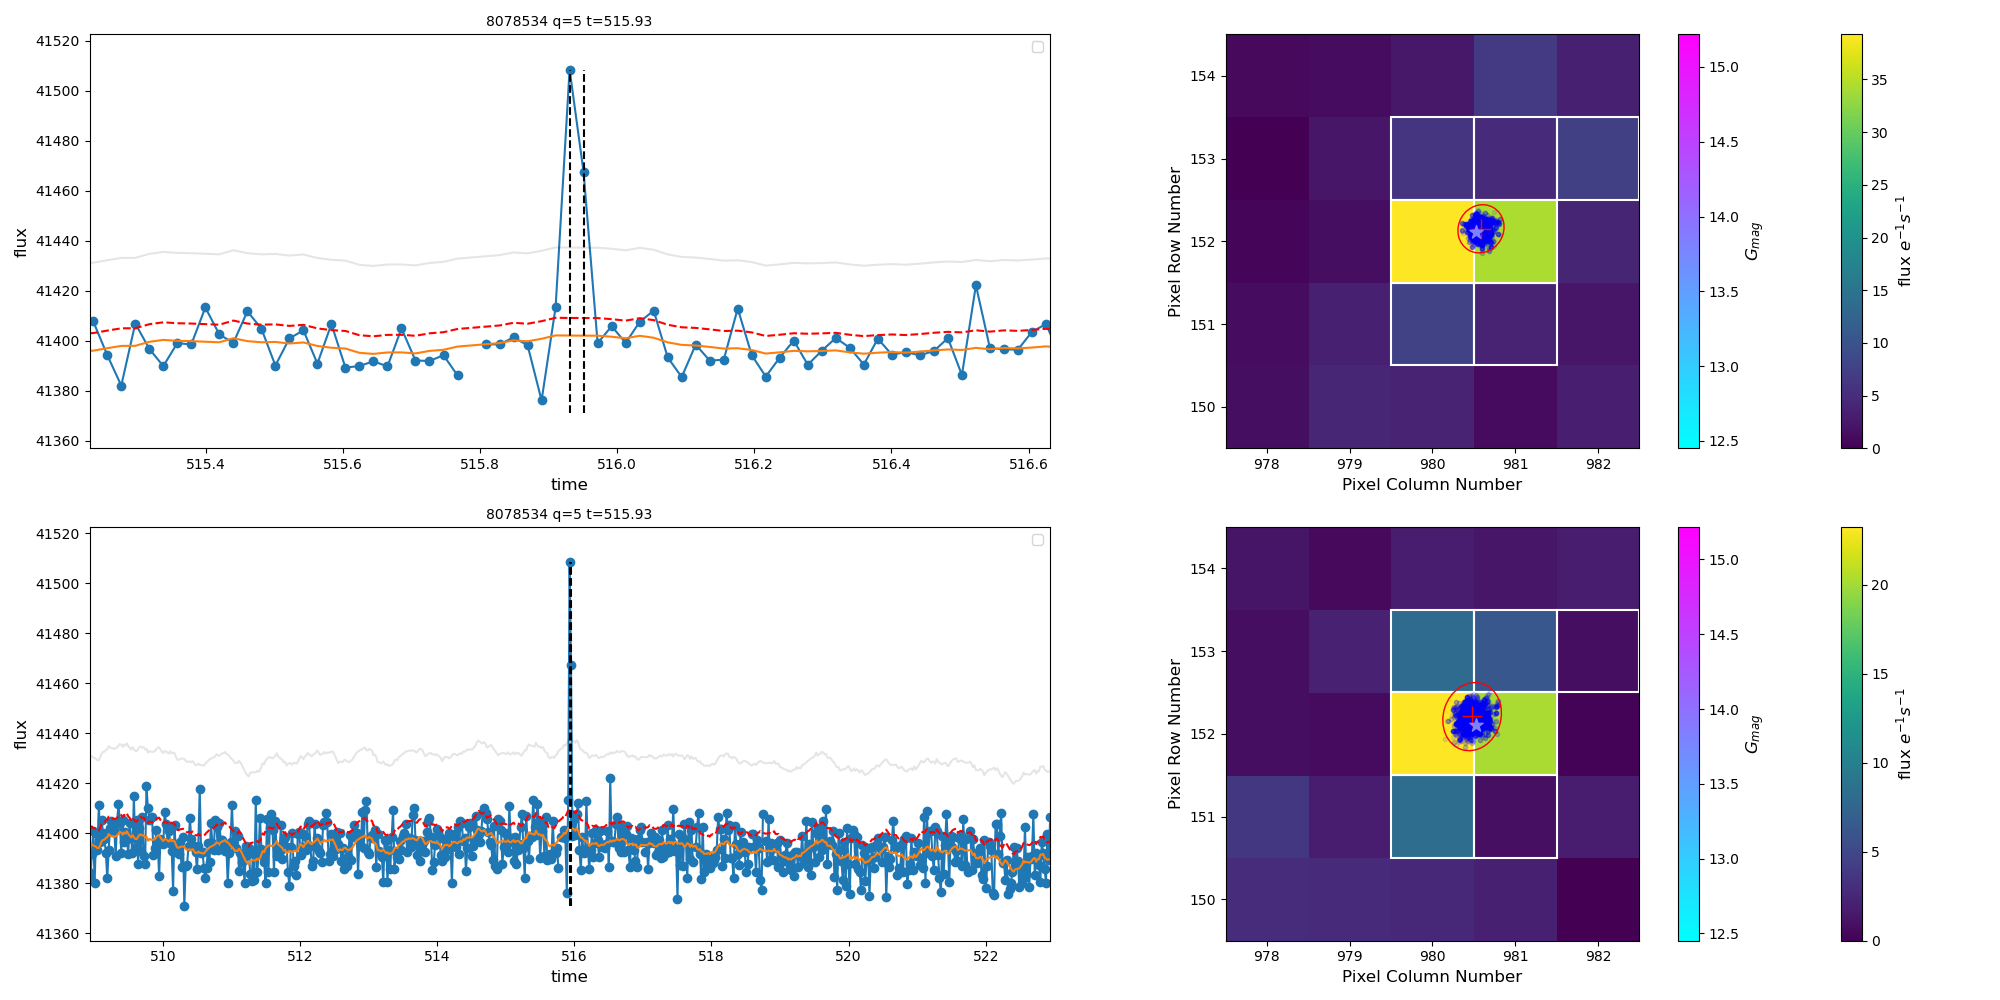 8078534 q=5 t=515.93
41520
41500
41480
41460
41440
41420
41400
41380
41360
flux
515.4 515.6 515.8 516.0 516.2 516.4 516.6
time
154
153
152
151
150
Pixel Row Number
978 979 980 981 982
Pixel Column Number
15.0
14.5
14.0
13.5
13.0
12.5
G_mag
35
30
25
20
15
10
5
0
flux e⁻¹s⁻¹
8078534 q=5 t=515.93
41520
41500
41480
41460
41440
41420
41400
41380
41360
flux
510 512 514 516 518 520 522
time
154
153
152
151
150
Pixel Row Number
978 979 980 981 982
Pixel Column Number
15.0
14.5
14.0
13.5
13.0
12.5
G_mag
20
15
10
5
0
flux e⁻¹s⁻¹